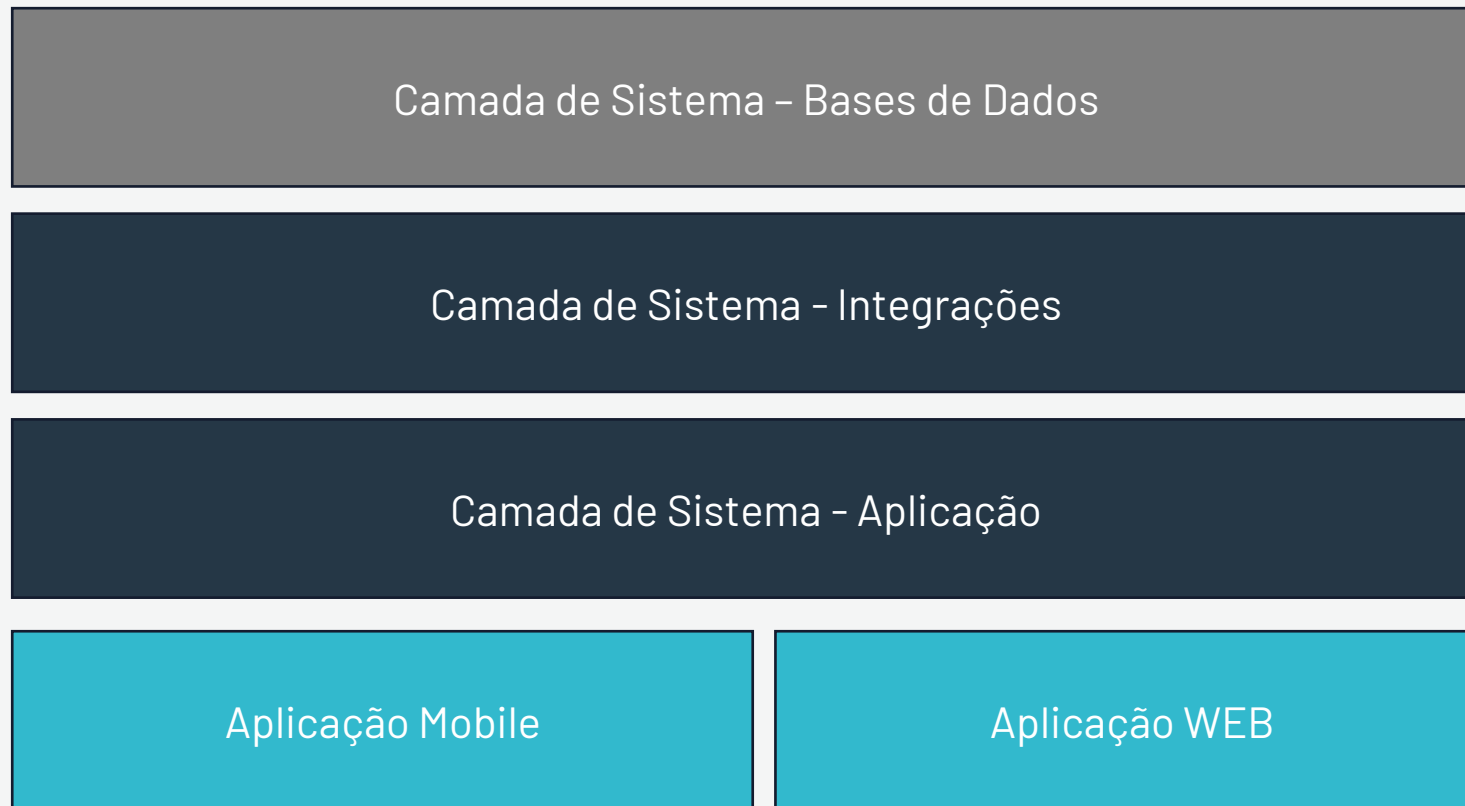 Camada de Sistema – Bases de Dados
Camada de Sistema - Integrações
Camada de Sistema - Aplicação
Aplicação Mobile
Aplicação WEB